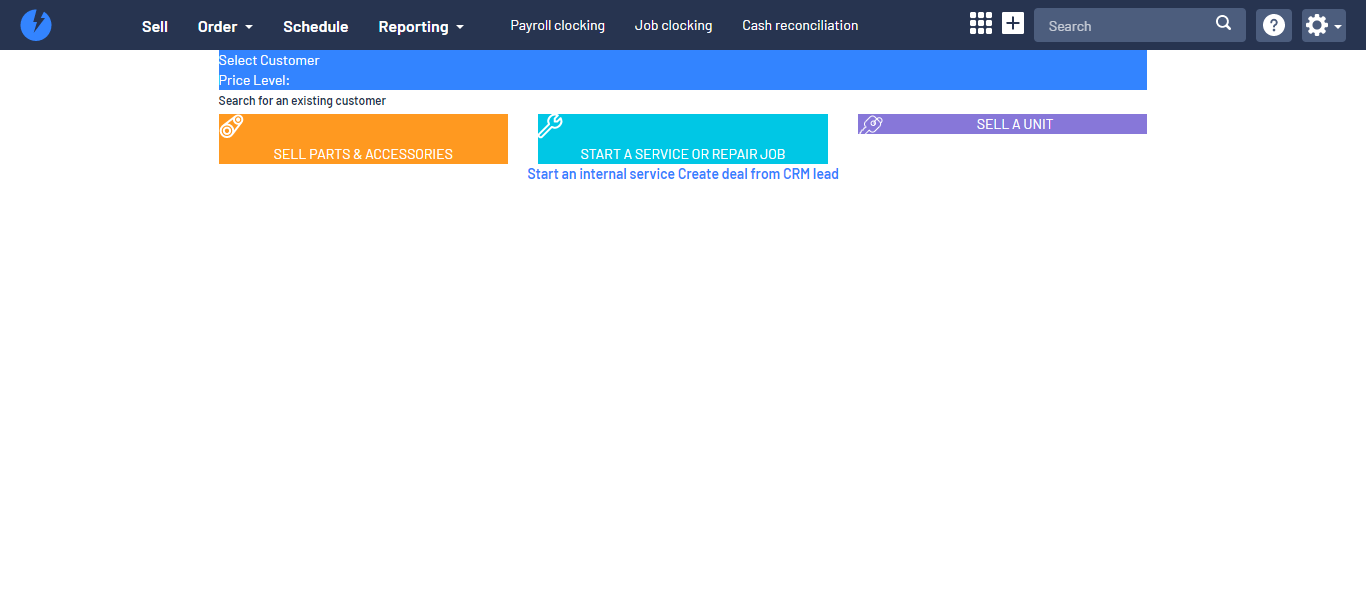 Sell Order Schedule Reporting Payroll clocking Job clocking Cash reconciliation Search
Select Customer
Price Level:
Search for an existing customer
SELL PARTS & ACCESSORIES
START A SERVICE OR REPAIR JOB
SELL A UNIT
Start an internal service Create deal from CRM lead